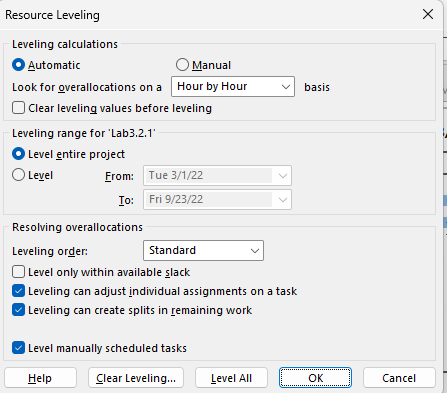 Resource Leveling
Leveling calculations
Automatic Manual
Look for overallocations on a Hour by Hour basis
Clear leveling values before leveling
Leveling range for 'Lab3.2.1'
Level entire project
Level From: Tue 3/1/22
To: Fri 9/23/22
Resolving overallocations
Leveling order: Standard
Level only within available slack
Leveling can adjust individual assignments on a task
Leveling can create splits in remaining work
Level manually scheduled tasks
Help Clear Leveling... Level All OK Cancel